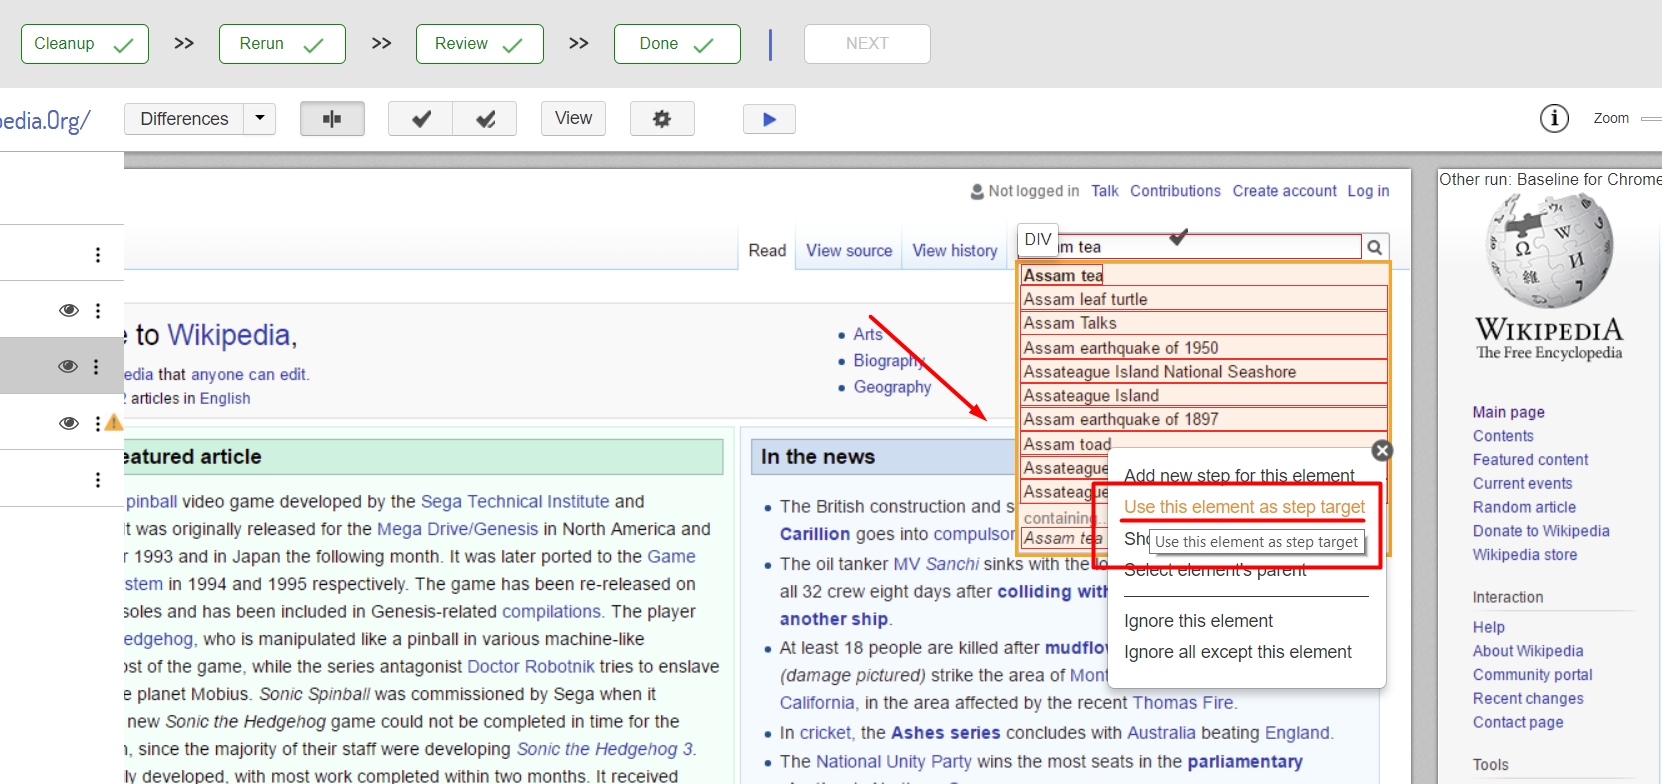 Cleanup >> Rerun >> Review >> Done NEXT
pedia.Org/ Differences View Zoom
Not logged in Talk Contributions Create account Log in
Read View source View history
DIV m tea
Assam tea
Assam leaf turtle
Assam Talks
Assam earthquake of 1950
Assateague Island National Seashore
Assateague Island
Assam earthquake of 1897
Assam toad
Assateague
Assateague
containing...
Assam tea
Add new step for this element
Use this element as step target
Sho
Use this element as step target
Select element's parent
Ignore this element
Ignore all except this element
e to Wikipedia,
edia that anyone can edit.
2 articles in English
• Arts
• Biography
• Geography
eatured article
pinball video game developed by the Sega Technical Institute and
It was originally released for the Mega Drive/Genesis in North America and
r 1993 and in Japan the following month. It was later ported to the Game
stem in 1994 and 1995 respectively. The game has been re-released on
soles and has been included in Genesis-related compilations. The player
edgehog, who is manipulated like a pinball in various machine-like
ost of the game, while the series antagonist Doctor Robotnik tries to enslave
e planet Mobius. Sonic Spinball was commissioned by Sega when it
new Sonic the Hedgehog game could not be completed in time for the
n, since the majority of their staff were developing Sonic the Hedgehog 3.
ly developed, with most work completed within two months. It received
In the news
• The British construction and s
Carillion goes into compulsor
• The oil tanker MV Sanchi sinks with the lo
all 32 crew eight days after colliding with
another ship.
• At least 18 people are killed after mudflow
(damage pictured) strike the area of Mont
California, in the area affected by the recent Thomas Fire.
• In cricket, the Ashes series concludes with Australia beating England.
• The National Unity Party wins the most seats in the parliamentary
Other run: Baseline for Chrome
WIKIPEDIA
The Free Encyclopedia
Main page
Contents
Featured content
Current events
Random article
Donate to Wikipedia
Wikipedia store
Interaction
Help
About Wikipedia
Community portal
Recent changes
Contact page
Tools